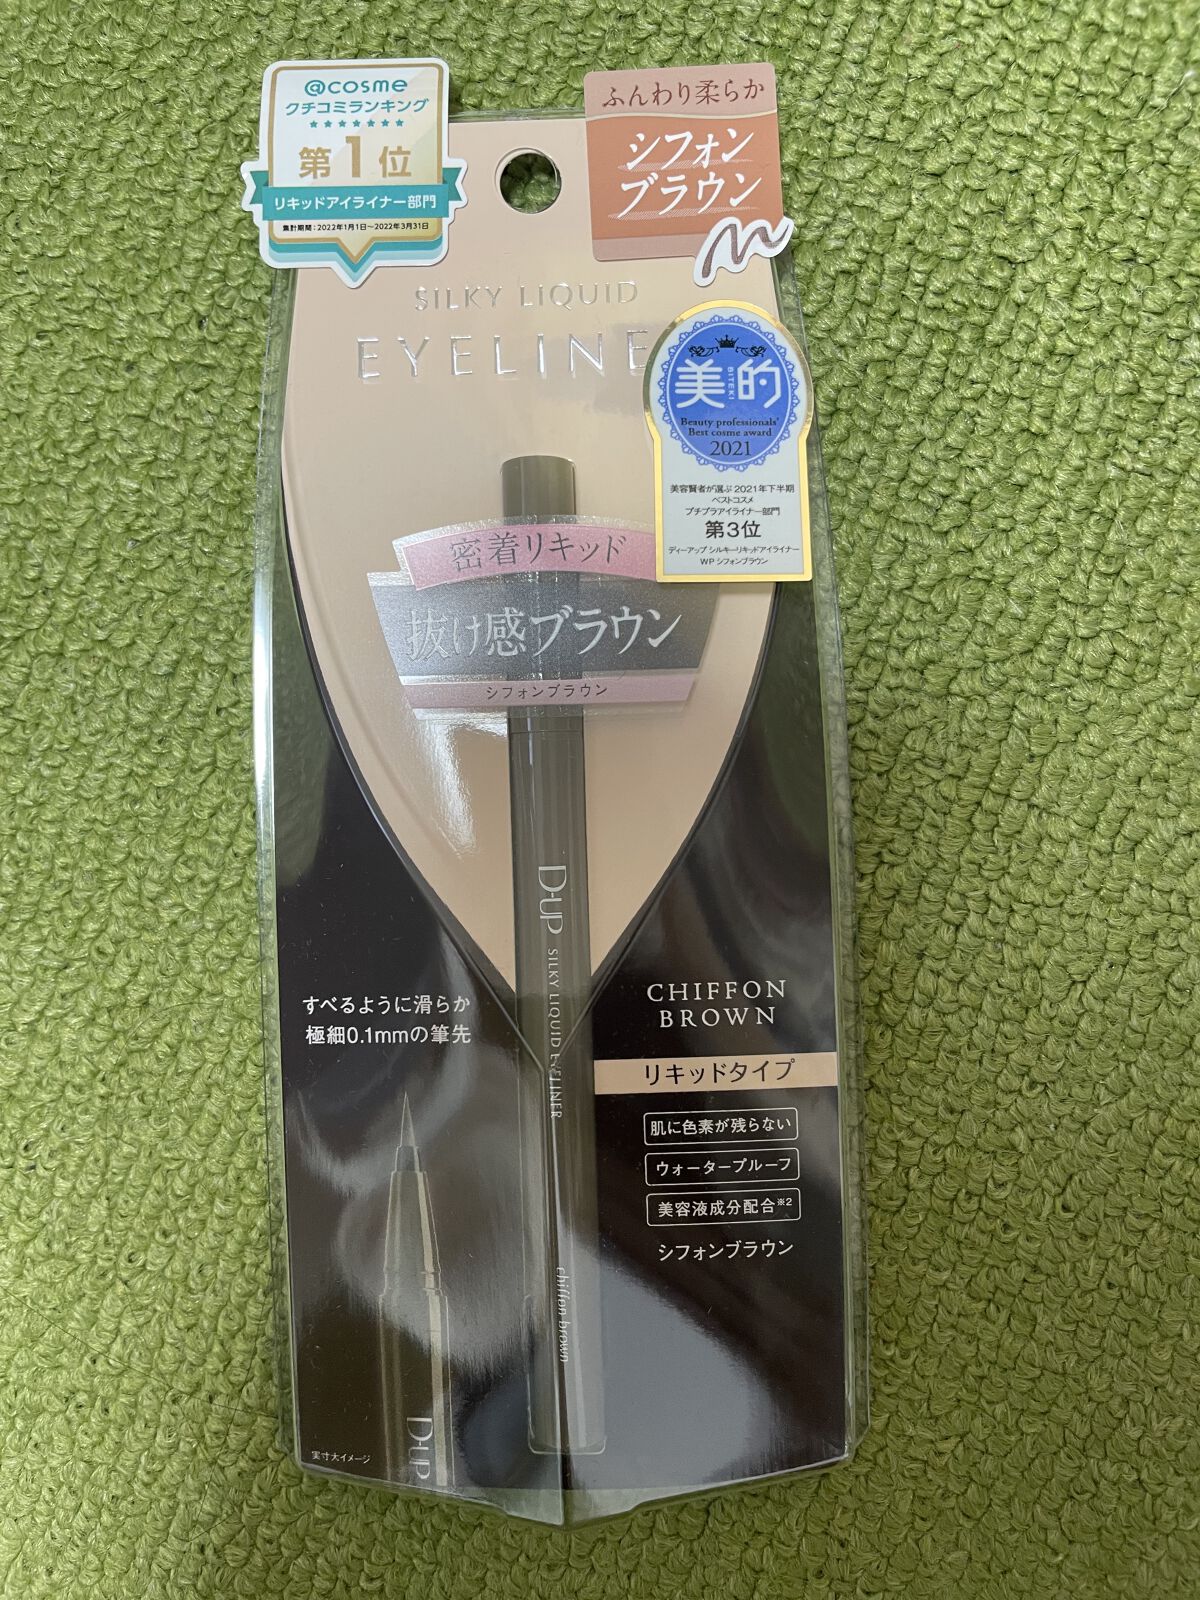 @cosme
クチコミランキング
第1位
リキッドアイライナー部門
集計期間:2022年1月1日～2022年3月31日
ふんわり柔らか
シフォン
ブラウン
SILKY LIQUID
EYELINE
美的
BITEKI
Beauty professionals'
Best cosme award
2021
美容賢者が選ぶ 2021年下半期
ベストコスメ
プチプラアイライナー部門
第3位
ディーアップ シルキーリキッドアイライナー
WP シフォンブラウン
密着リキッド
抜け感ブラウン
シフォンブラウン
D-UP SILKY LIQUID EYELINER
chiffon brown
すべるように滑らか
極細0.1mmの筆先
CHIFFON
BROWN
リキッドタイプ
肌に色素が残らない
ウォータープルーフ
美容液成分配合※2
シフォンブラウン
D-UP
実寸大イメージ